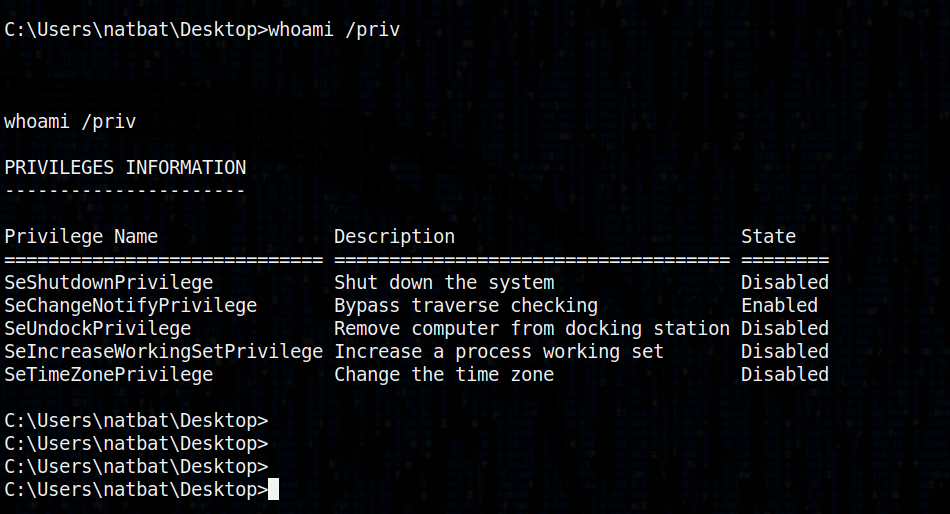 C:\Users\natbat\Desktop>whoami /priv
whoami /priv
PRIVILEGES INFORMATION
----------------------
Privilege Name                Description                          State
============================= ==================================== ========
SeShutdownPrivilege           Shut down the system                 Disabled
SeChangeNotifyPrivilege       Bypass traverse checking             Enabled
SeUndockPrivilege             Remove computer from docking station Disabled
SeIncreaseWorkingSetPrivilege Increase a process working set       Disabled
SeTimeZonePrivilege           Change the time zone                 Disabled
C:\Users\natbat\Desktop>
C:\Users\natbat\Desktop>
C:\Users\natbat\Desktop>
C:\Users\natbat\Desktop>